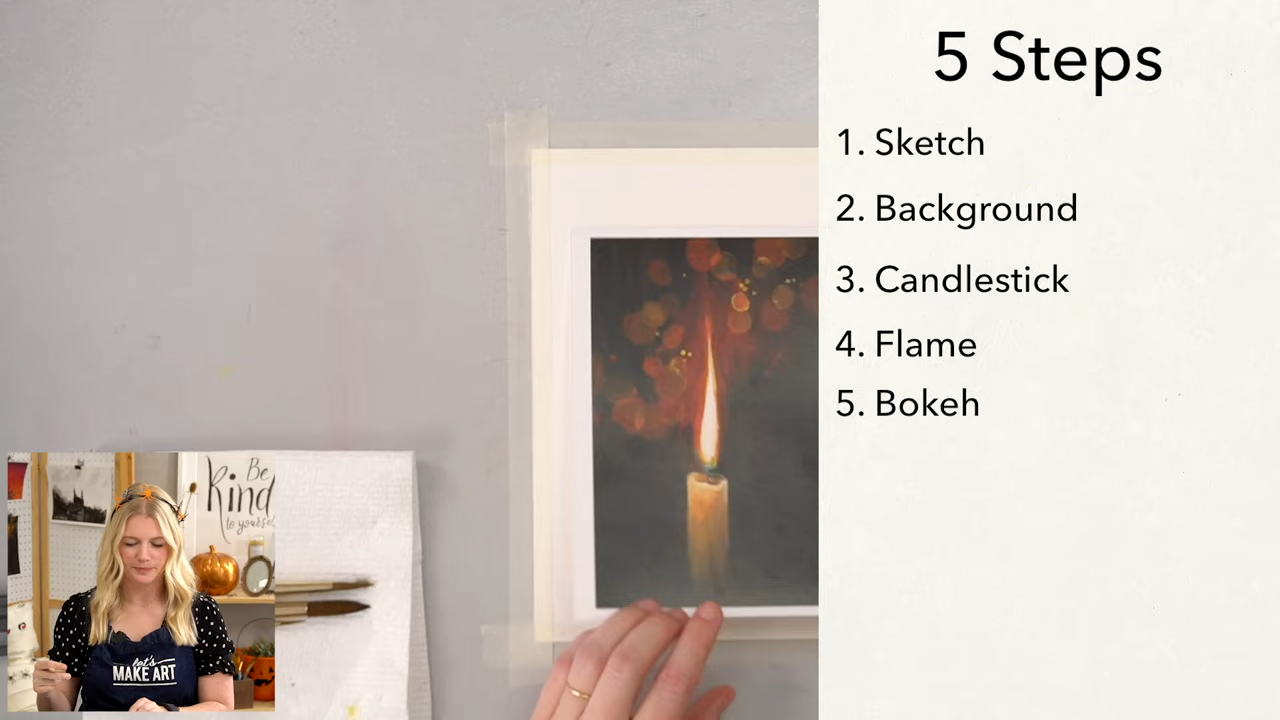 5 Steps
1. Sketch
2. Background
3. Candlestick
4. Flame
5. Bokeh
Be
Kind
to yourself
let's
MAKE ART